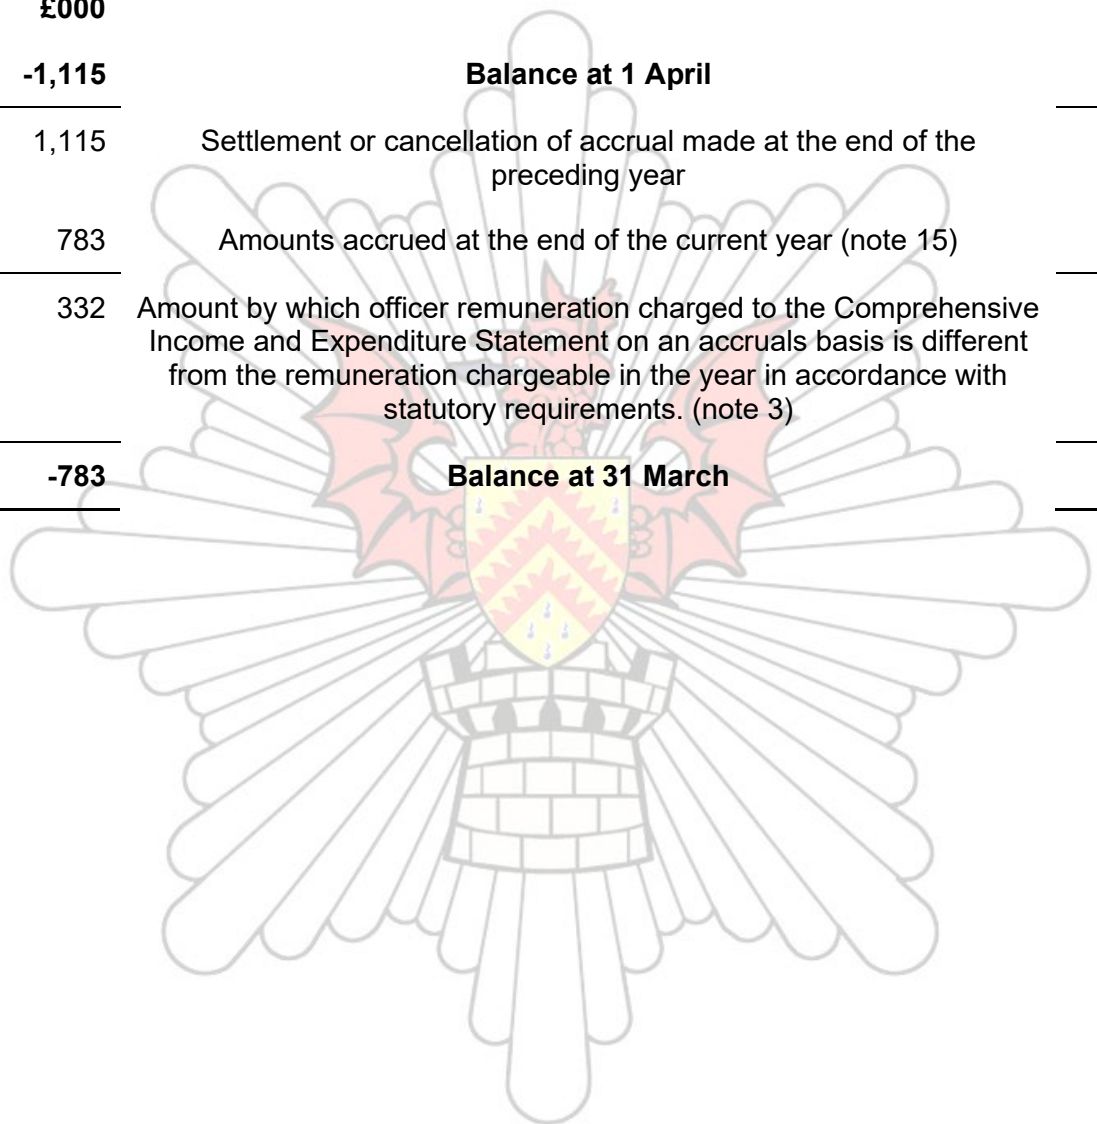 £000
-1,115 Balance at 1 April
1,115 Settlement or cancellation of accrual made at the end of the
preceding year
783 Amounts accrued at the end of the current year (note 15)
332 Amount by which officer remuneration charged to the Comprehensive
Income and Expenditure Statement on an accruals basis is different
from the remuneration chargeable in the year in accordance with
statutory requirements. (note 3)
-783 Balance at 31 March